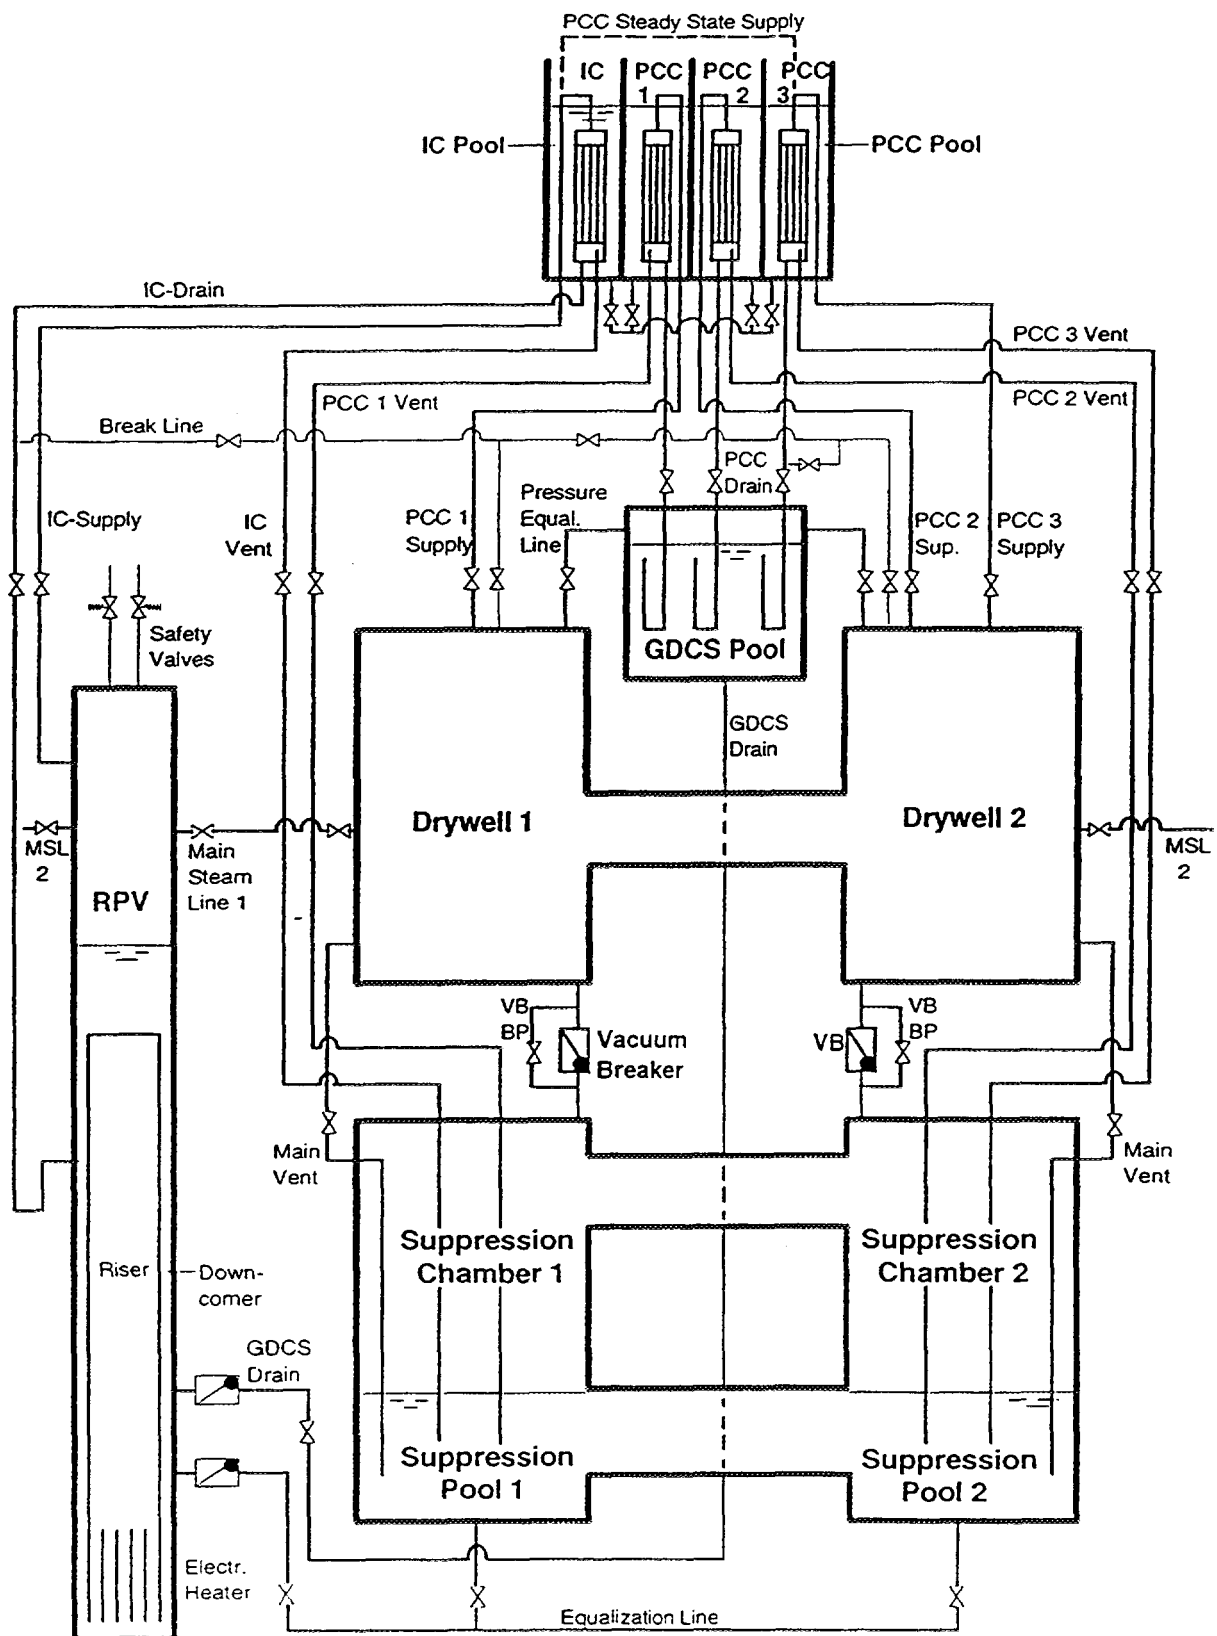 PCC Steady State Supply
IC
PCC
1
PCC
2
PCC
3
IC Pool
PCC Pool
IC-Drain
PCC 3 Vent
PCC 1 Vent
PCC 2 Vent
Break Line
PCC
Drain
Pressure
Equal.
Line
IC-Supply
IC
Vent
PCC 1
Supply
PCC 2
Sup.
PCC 3
Supply
Safety
Valves
GDCS Pool
GDCS
Drain
Drywell 1
Drywell 2
MSL
2
Main
Steam
Line 1
MSL
2
RPV
VB
BP
Vacuum
Breaker
VB
BP
VB
Main
Vent
Main
Vent
Suppression
Chamber 1
Suppression
Chamber 2
Riser
Down-
comer
GDCS
Drain
Suppression
Pool 1
Suppression
Pool 2
Electr.
Heater
Equalization Line